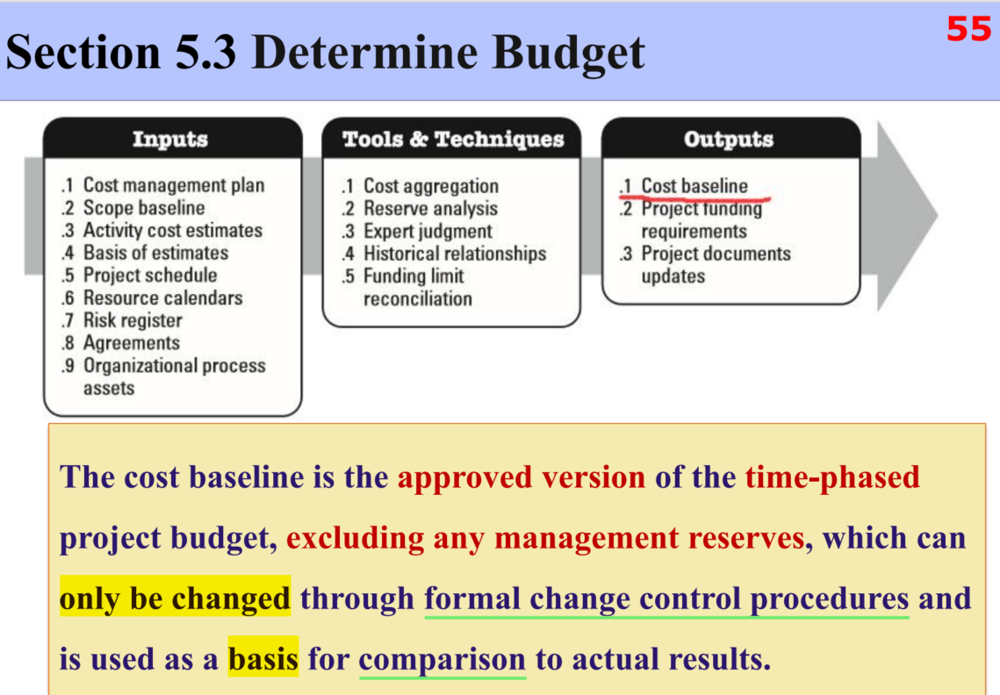 Section 5.3 Determine Budget
55
Inputs
.1 Cost management plan
.2 Scope baseline
.3 Activity cost estimates
.4 Basis of estimates
.5 Project schedule
.6 Resource calendars
.7 Risk register
.8 Agreements
.9 Organizational process
assets
Tools & Techniques
.1 Cost aggregation
.2 Reserve analysis
.3 Expert judgment
.4 Historical relationships
.5 Funding limit
reconciliation
Outputs
.1 Cost baseline
.2 Project funding
requirements
.3 Project documents
updates
The cost baseline is the approved version of the time-phased
project budget, excluding any management reserves, which can
only be changed through formal change control procedures and
is used as a basis for comparison to actual results.